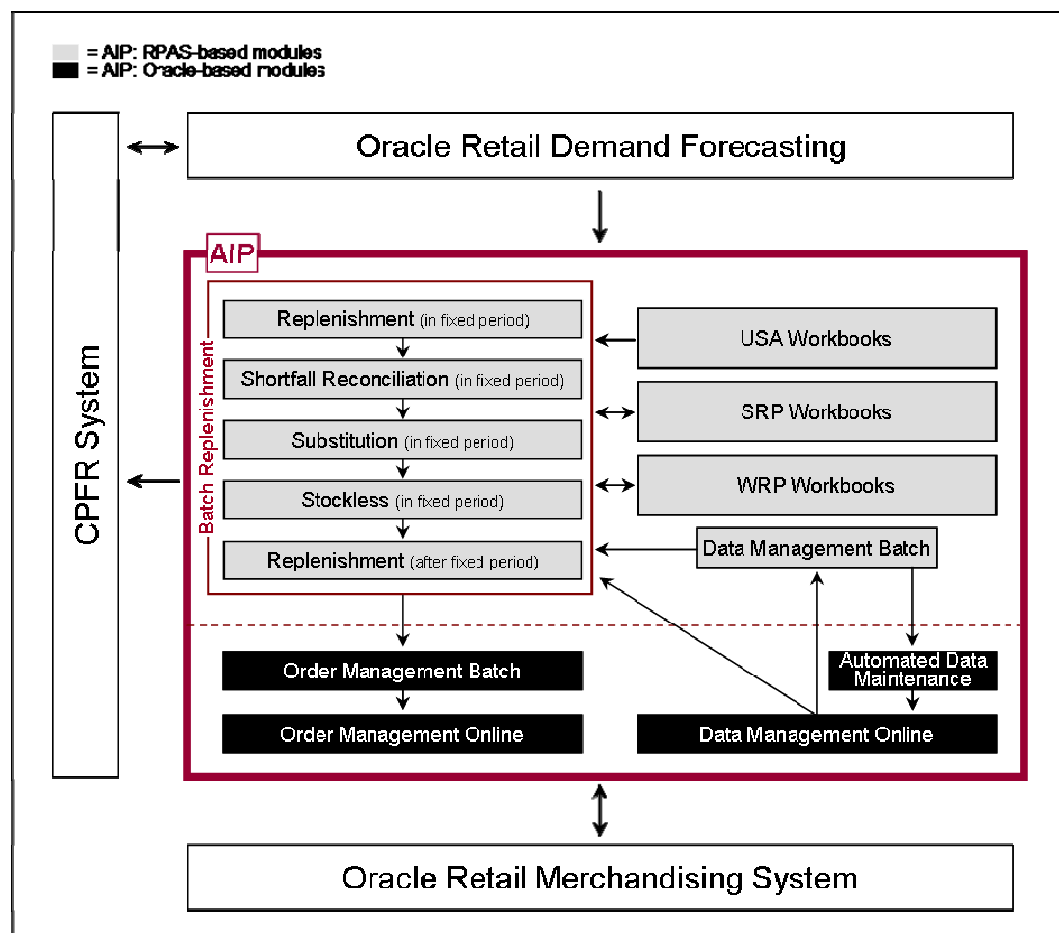 = AIP: RPAS-based modules
= AIP: Oracle-based modules
CPFR System
Oracle Retail Demand Forecasting
AIP
Batch Replenishment
Replenishment (in fixed period)
Shortfall Reconciliation (in fixed period)
Substitution (in fixed period)
Stockless (in fixed period)
Replenishment (after fixed period)
USA Workbooks
SRP Workbooks
WRP Workbooks
Data Management Batch
Order Management Batch
Order Management Online
Automated Data
Maintenance
Data Management Online
Oracle Retail Merchandising System